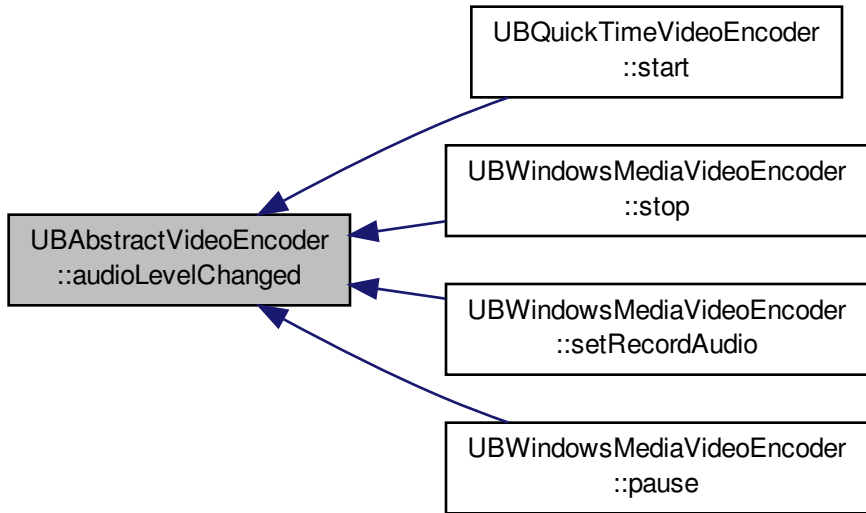 UBQuickTimeVideoEncoder
::start
UBWindowsMediaVideoEncoder
::stop
UBAbstractVideoEncoder
::audioLevelChanged
UBWindowsMediaVideoEncoder
::setRecordAudio
UBWindowsMediaVideoEncoder
::pause